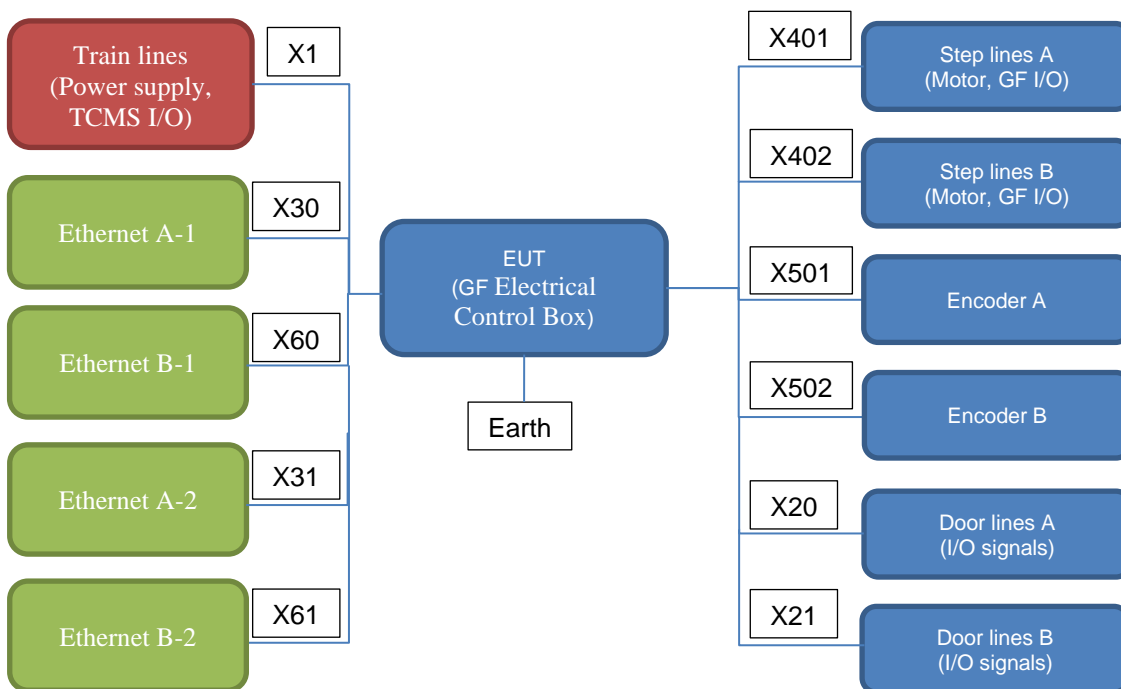 Train lines
(Power supply,
TCMS I/O)
X1
Ethernet A-1
X30
Ethernet B-1
X60
Ethernet A-2
X31
Ethernet B-2
X61
EUT
(GF Electrical
Control Box)
Earth
X401
Step lines A
(Motor, GF I/O)
X402
Step lines B
(Motor, GF I/O)
X501
Encoder A
X502
Encoder B
X20
Door lines A
(I/O signals)
X21
Door lines B
(I/O signals)